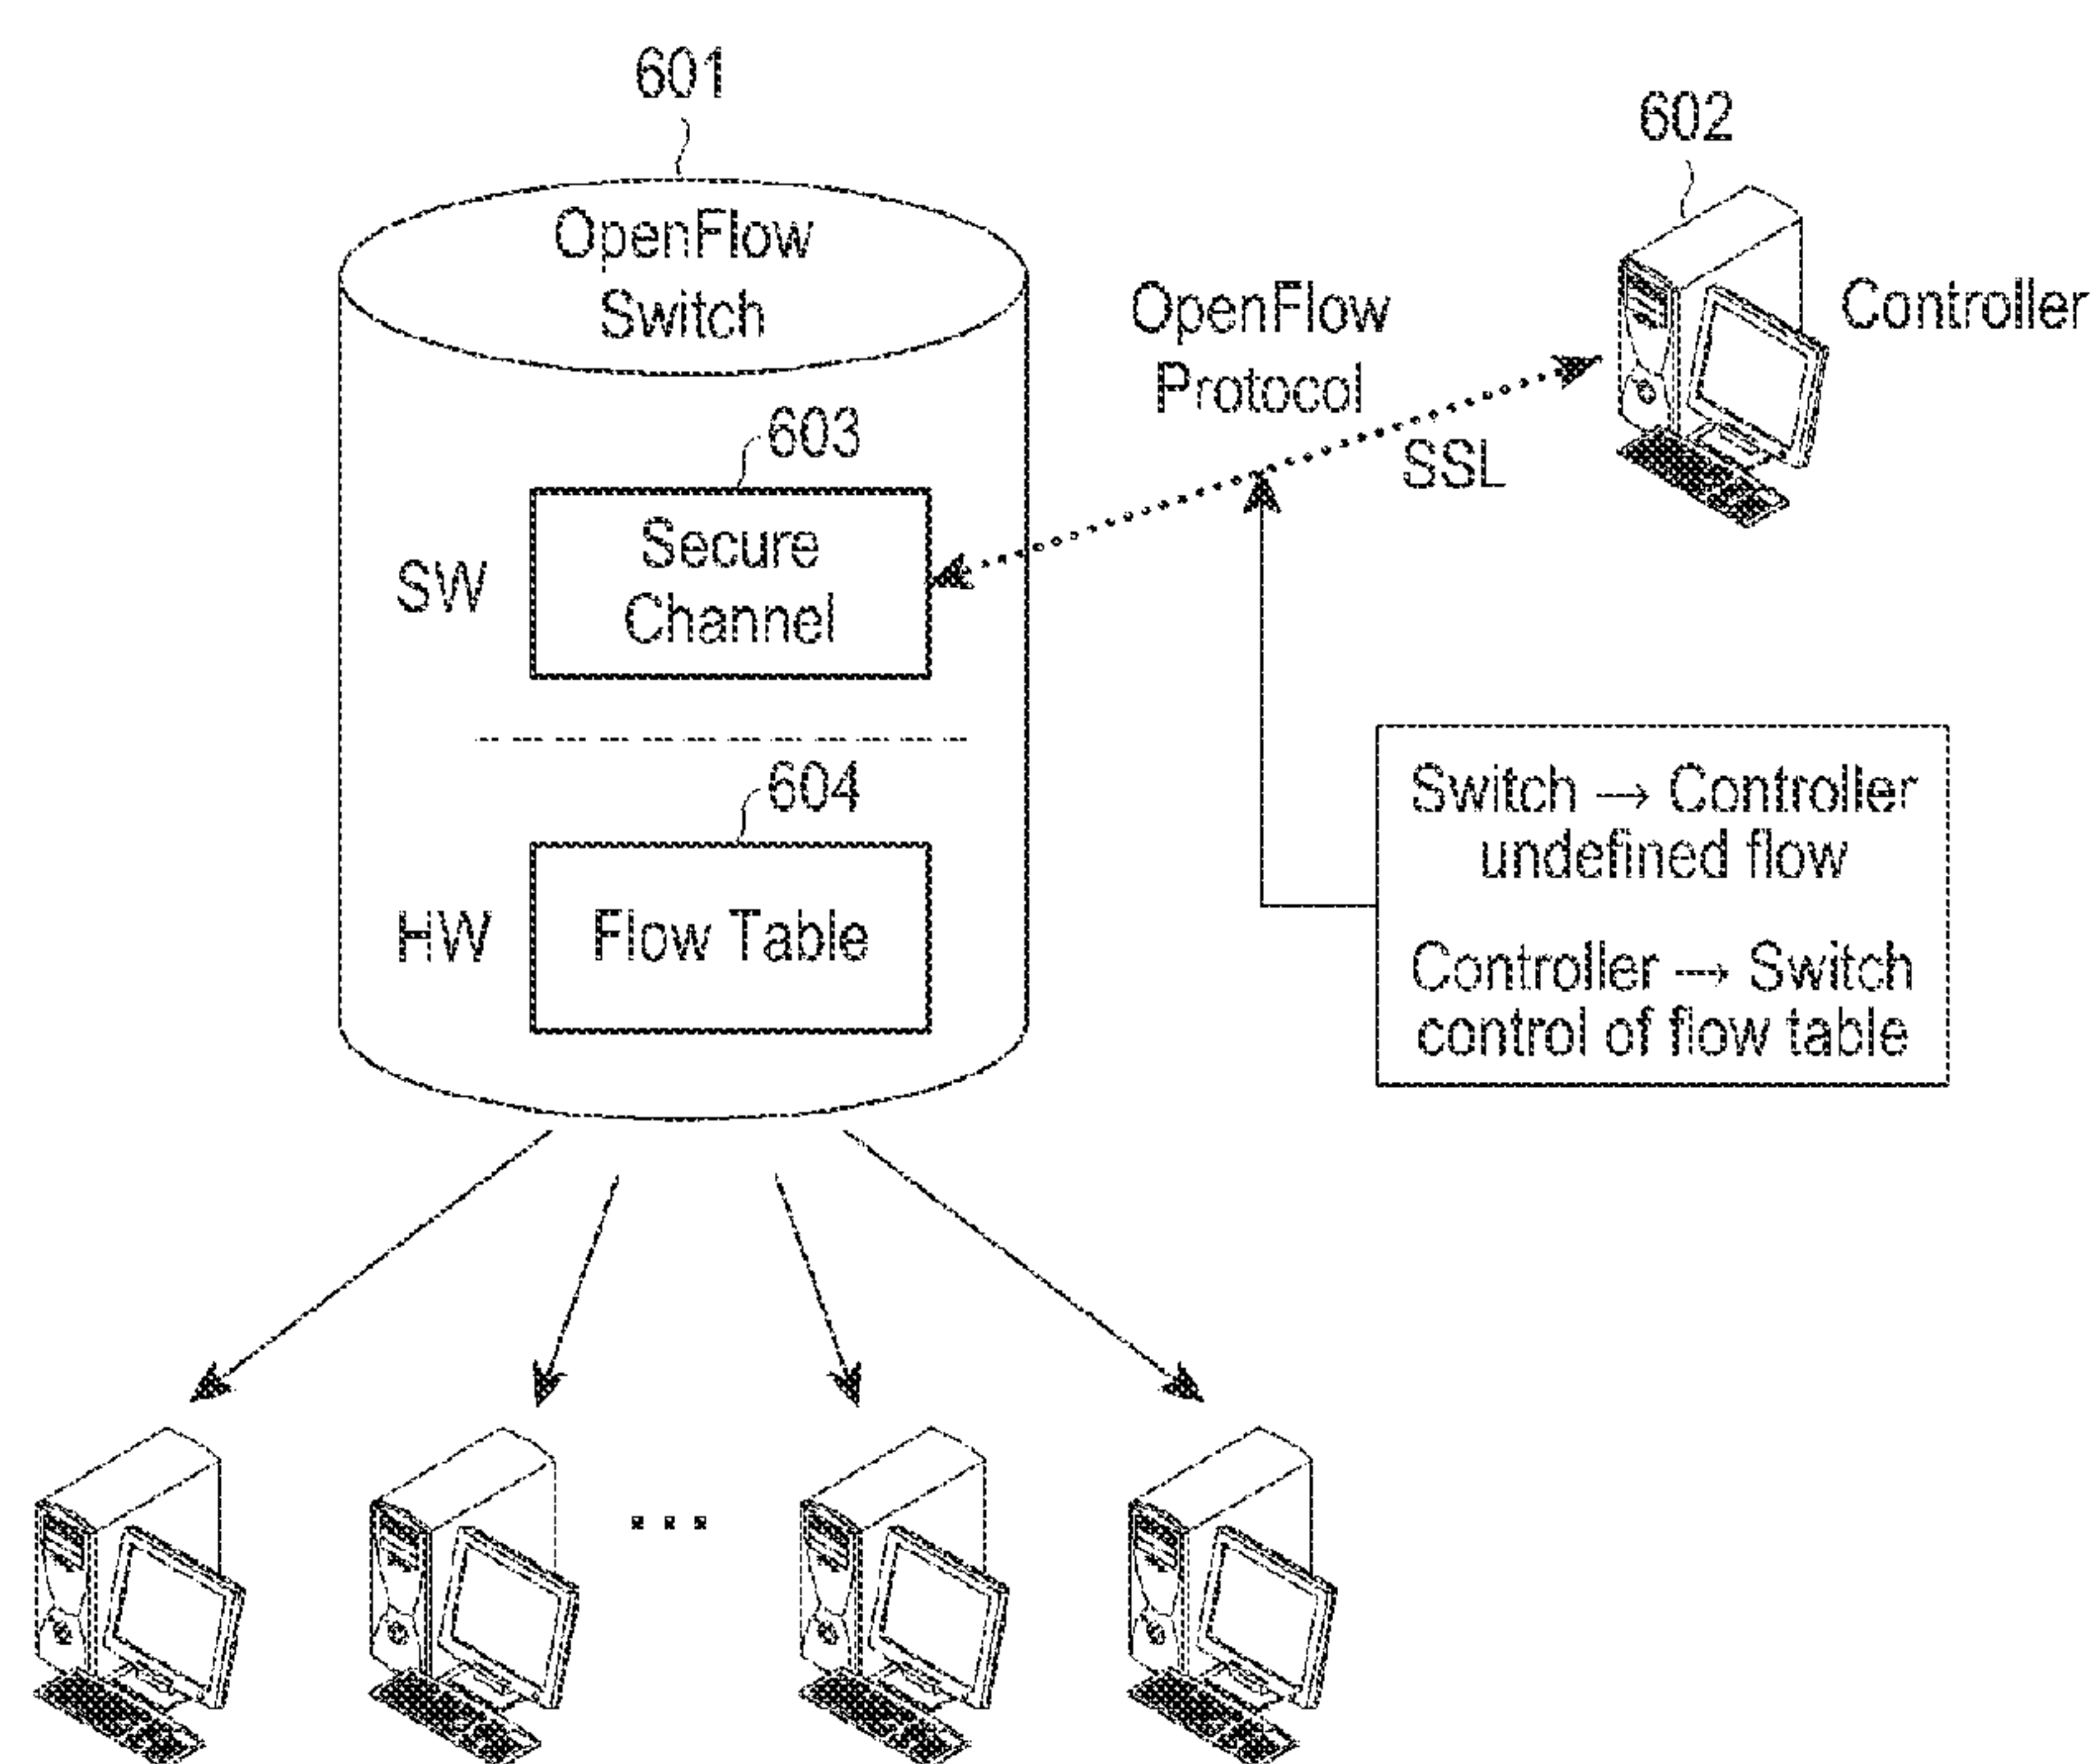 601
602
OpenFlow
Switch
OpenFlow
Protocol
SSL
Controller
603
SW
Secure
Channel
604
HW
Flow Table
Switch → Controller
undefined flow
Controller → Switch
control of flow table
...